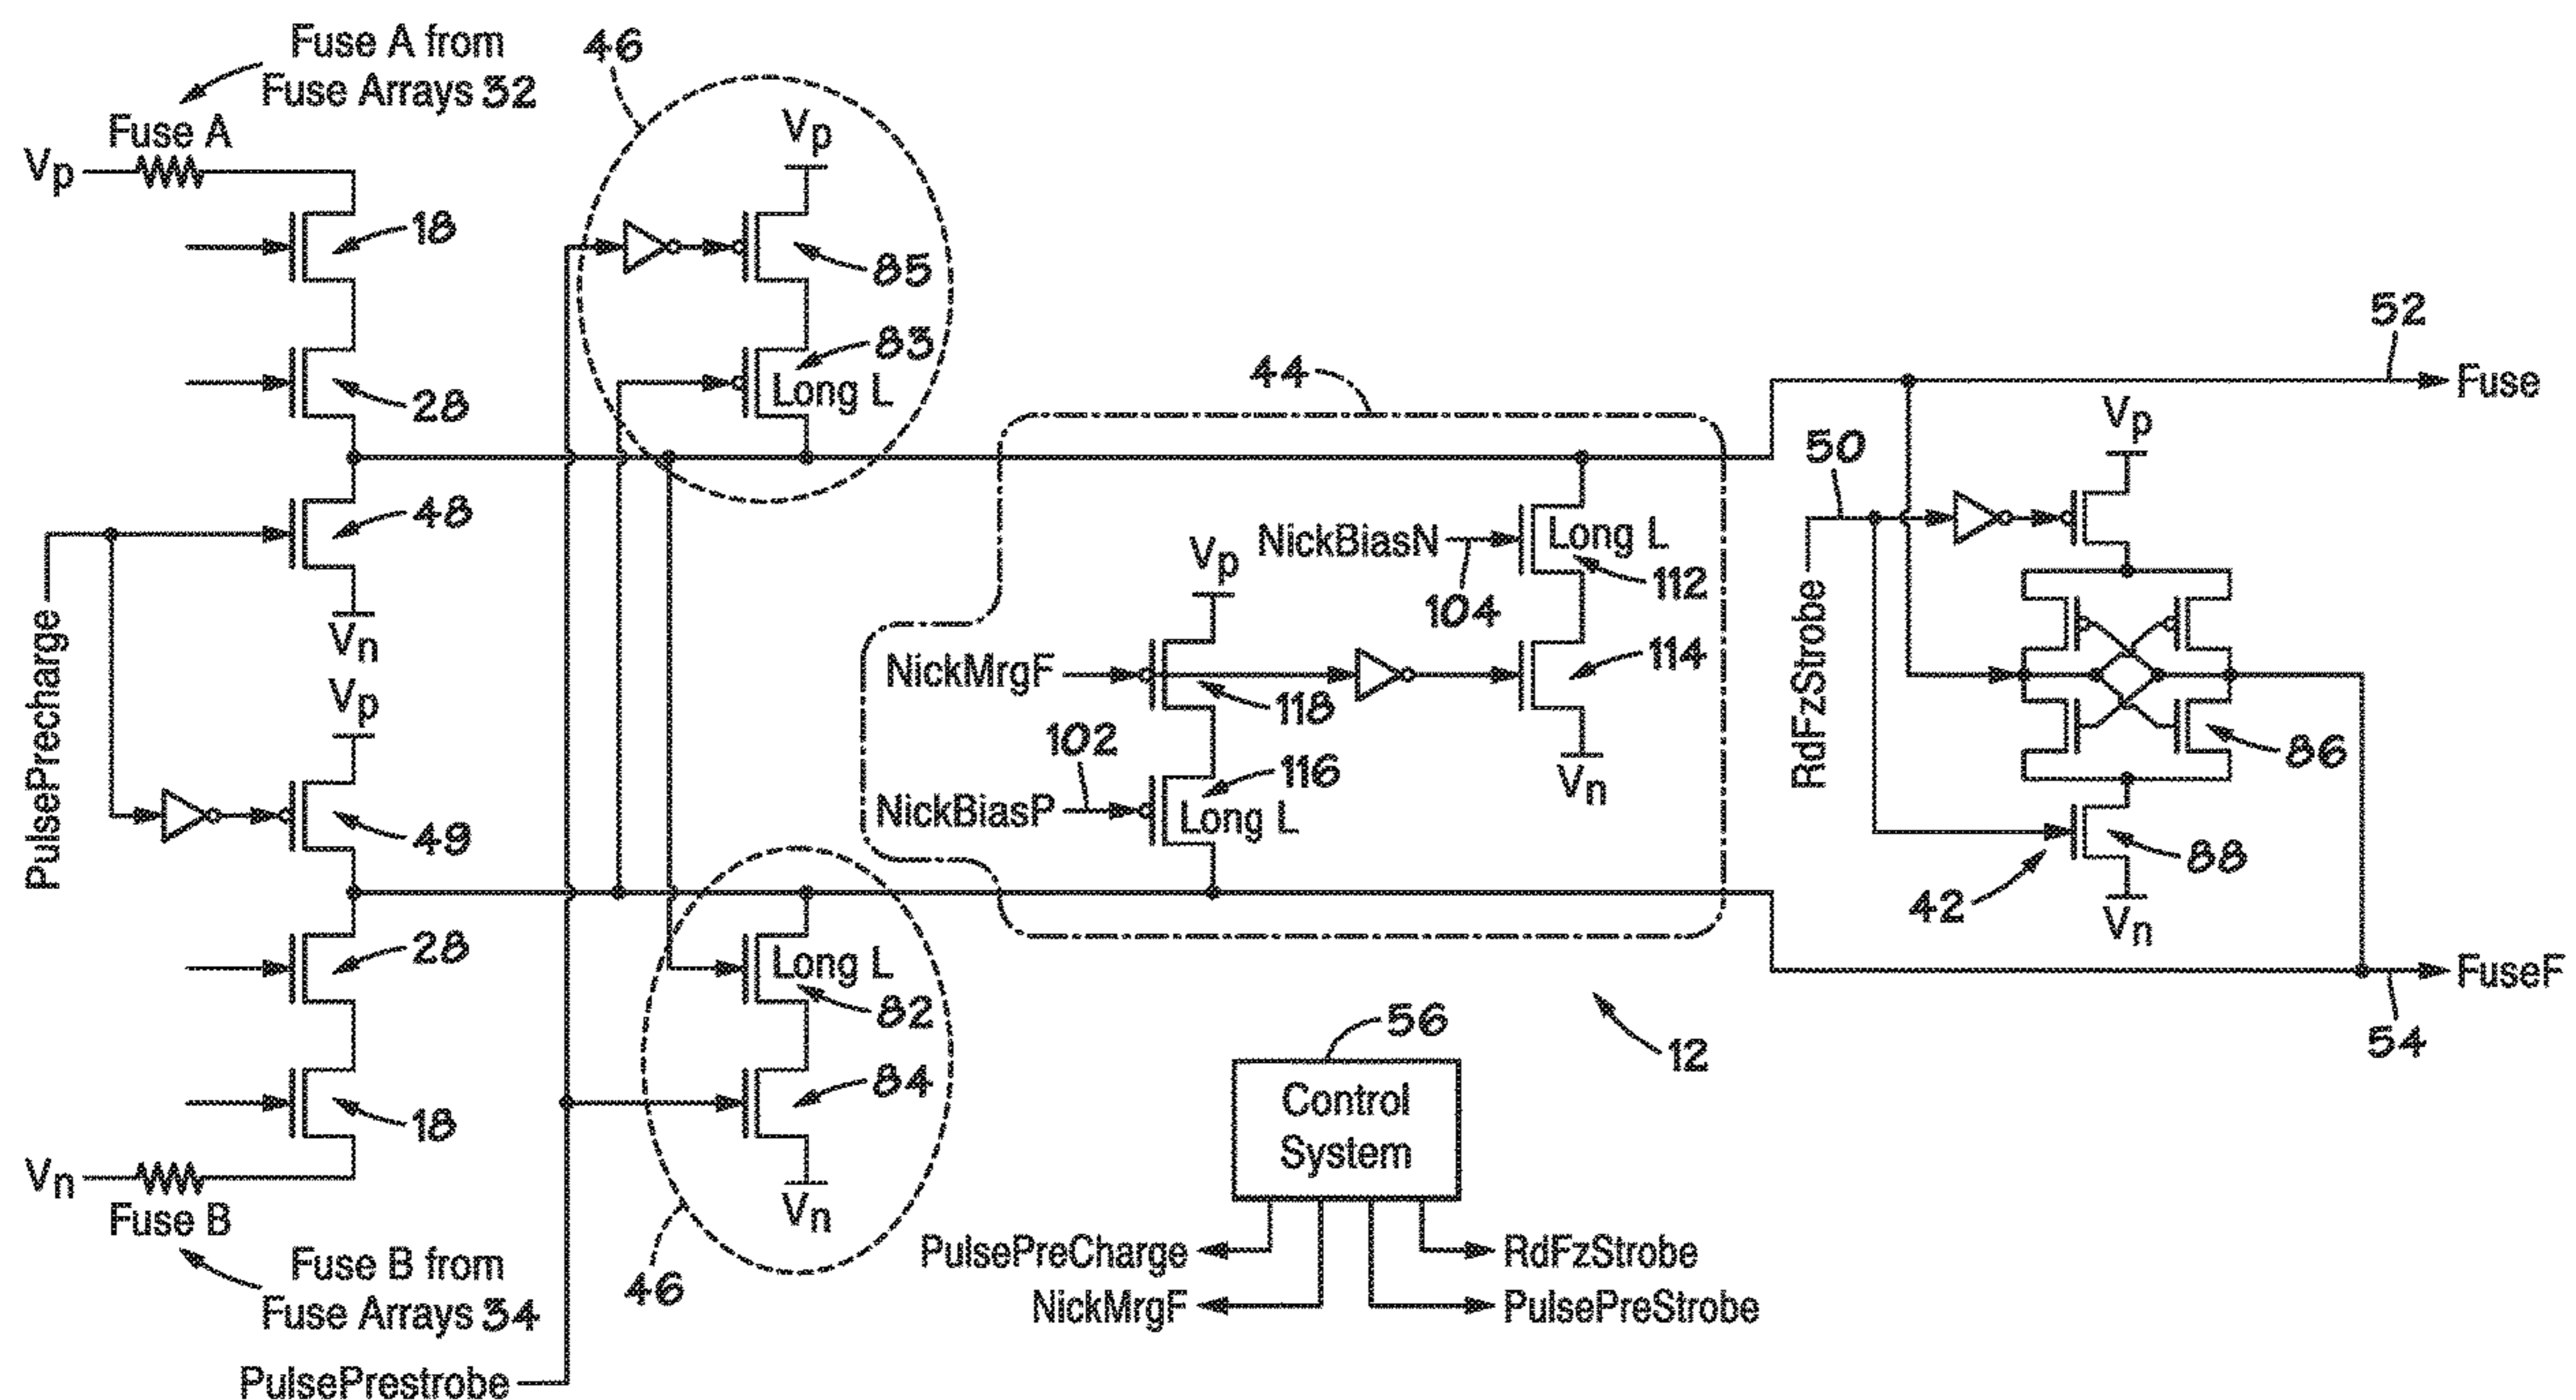 Fuse A from
Fuse Arrays 32
Fuse A
Vp
18
28
48
Vn
Vp
49
PulsePrecharge
28
18
Vn
Fuse B
Fuse B from
Fuse Arrays 34
PulsePrestrobe
46
Vp
85
83
Long L
Long L
82
84
Vn
46
44
NickBiasN
104
Long L
112
Vp
NickMrgF
118
114
102
116
NickBiasP
Long L
Vn
52
Fuse
50
Vp
RdFzStrobe
86
88
42
Vn
FuseF
54
12
56
Control
System
PulsePreCharge
RdFzStrobe
NickMrgF
PulsePreStrobe